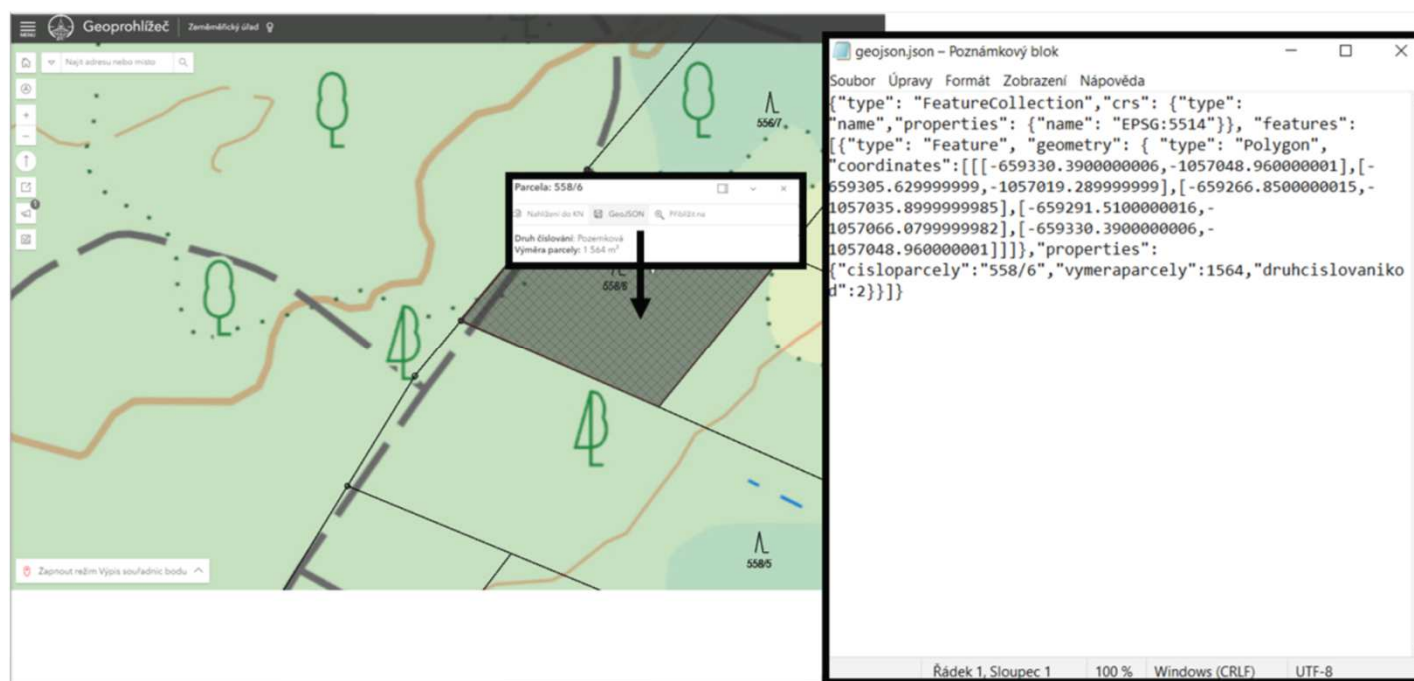 MENU
Geoprohlížeč
Zeměměřický úřad
Najít adresu nebo místo
556/7
Parcela: 558/6
Nahlížení do KN GeoJSON Přiblížit na
Druh číslování: Pozemková
Výměra parcely: 1 564 m²
558/6
558/5
Zapnout režim Výpis souřadnic bodu
geojson.json – Poznámkový blok
Soubor Úpravy Formát Zobrazení Nápověda
{"type": "FeatureCollection","crs": {"type":
"name","properties": {"name": "EPSG:5514"}}, "features":
[{"type": "Feature", "geometry": { "type": "Polygon",
"coordinates":[[[-659330.3900000006,-1057048.960000001],[-
659305.629999999,-1057019.289999999],[-659266.8500000015,-
1057035.8999999985],[-659291.5100000016,-
1057066.0799999982],[-659330.3900000006,-
1057048.960000001]]]},"properties":
{"cisloparcely":"558/6","vymeraparcely":1564,"druhcislovaniko
d":2}}]}
Řádek 1, Sloupec 1 100 % Windows (CRLF) UTF-8